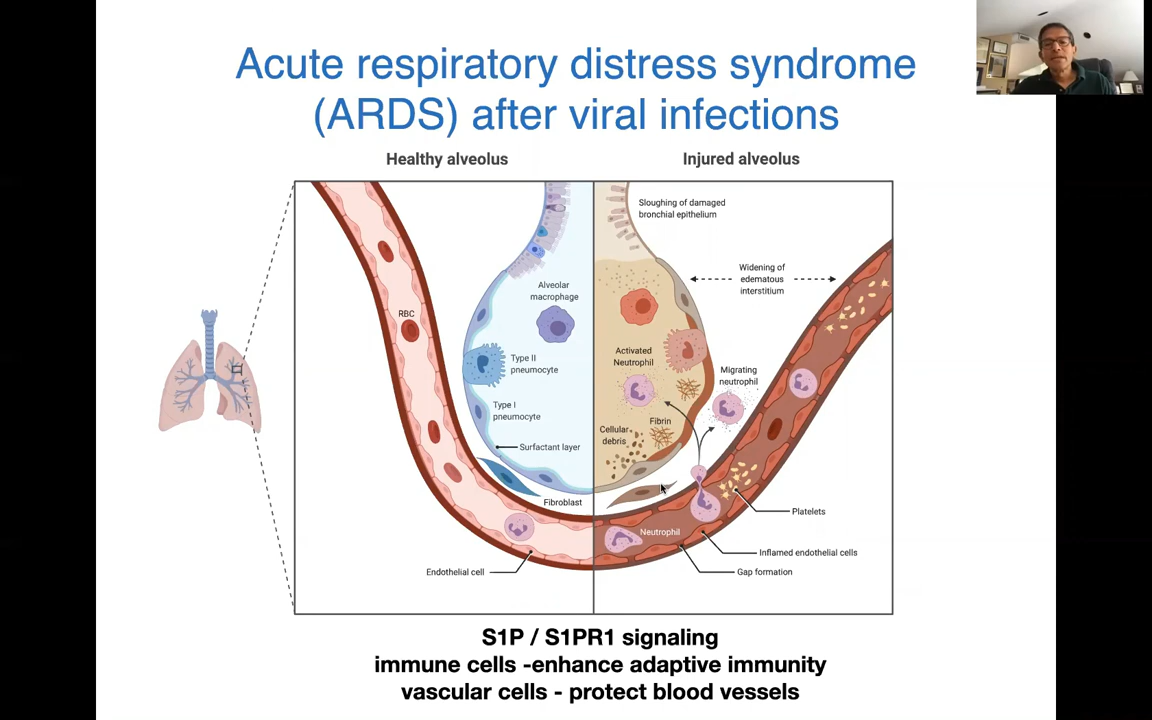 Acute respiratory distress syndrome
(ARDS) after viral infections
Healthy alveolus
Injured alveolus
Sloughing of damaged
bronchial epithelium
Widening of
edematous
interstitium
Alveolar
macrophage
RBC
Type II
pneumocyte
Activated
Neutrophil
Migrating
neutrophil
Type I
pneumocyte
Fibrin
Cellular
debris
Surfactant layer
Fibroblast
Platelets
Neutrophil
Inflamed endothelial cells
Endothelial cell
Gap formation
S1P / S1PR1 signaling
immune cells -enhance adaptive immunity
vascular cells - protect blood vessels